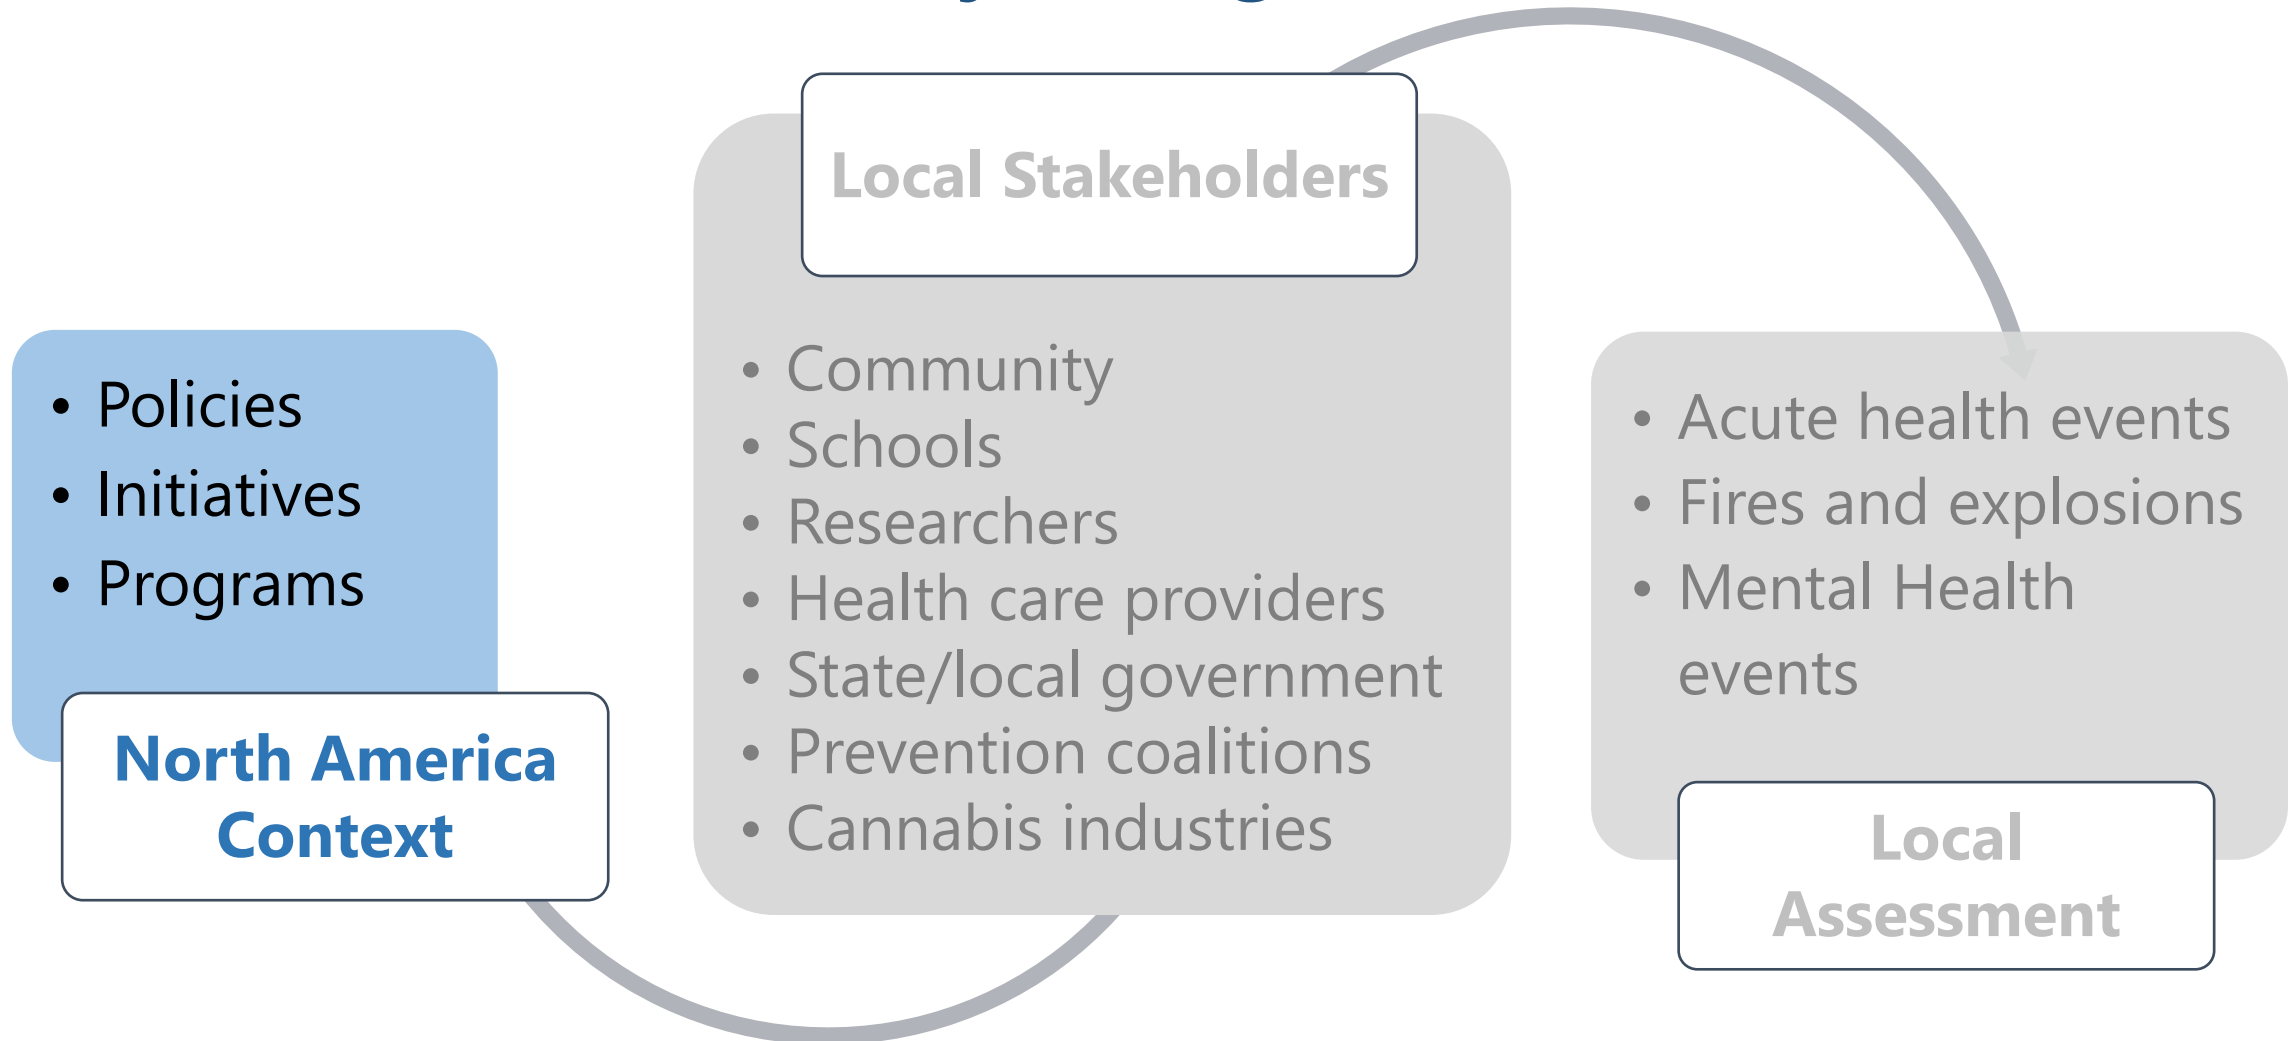 • Policies
• Initiatives
• Programs
North America
Context
Local Stakeholders
• Community
• Schools
• Researchers
• Health care providers
• State/local government
• Prevention coalitions
• Cannabis industries
• Acute health events
• Fires and explosions
• Mental Health
events
Local
Assessment